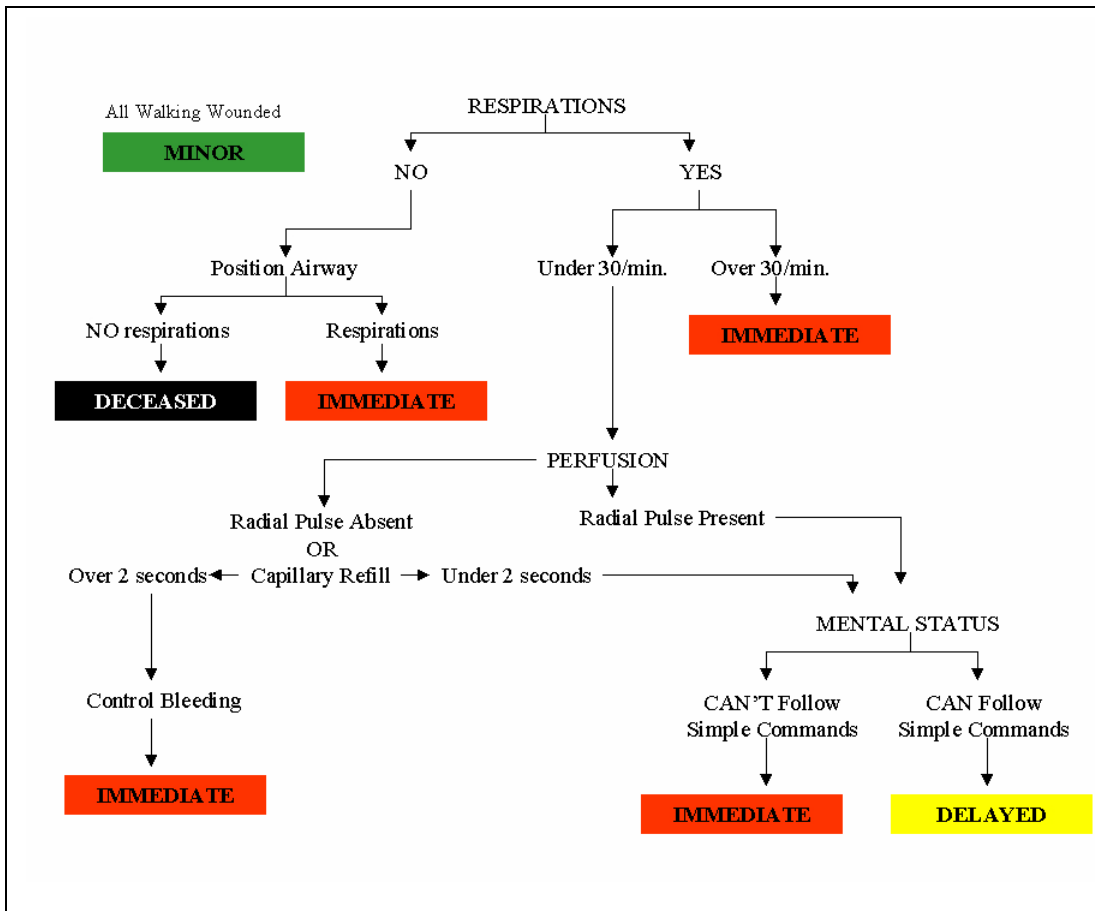 All Walking Wounded
MINOR
RESPIRATIONS
NO
YES
Position Airway
Under 30/min.
Over 30/min.
NO respirations
Respirations
IMMEDIATE
DECEASED
IMMEDIATE
PERFUSION
Radial Pulse Absent
OR
Radial Pulse Present
Over 2 seconds
Capillary Refill
Under 2 seconds
MENTAL STATUS
Control Bleeding
CAN'T Follow
Simple Commands
CAN Follow
Simple Commands
IMMEDIATE
IMMEDIATE
DELAYED